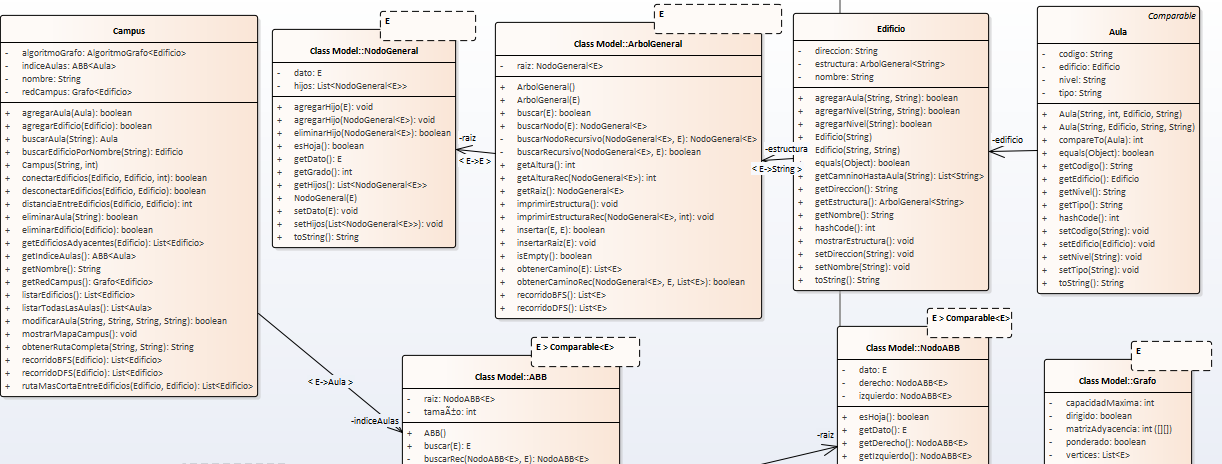 Campus
- algoritmoGrafo: AlgoritmoGrafo<Edificio>
- indiceAulas: ABB<Aula>
- nombre: String
- redCampus: Grafo<Edificio>
+ agregarAula(Aula): boolean
+ agregarEdificio(Edificio): boolean
+ buscarAula(String): Aula
+ buscarEdificioPorNombre(String): Edificio
+ Campus(String, int)
+ conectarEdificios(Edificio, Edificio, int): boolean
+ desconectarEdificios(Edificio, Edificio): boolean
+ distanciaEntreEdificios(Edificio, Edificio): int
+ eliminarAula(String): boolean
+ eliminarEdificio(Edificio): boolean
+ getEdificiosAdyacentes(Edificio): List<Edificio>
+ getIndiceAulas(): ABB<Aula>
+ getNombre(): String
+ getRedCampus(): Grafo<Edificio>
+ listarEdificios(): List<Edificio>
+ listarTodasLasAulas(): List<Aula>
+ modificarAula(String, String, String, String): boolean
+ mostrarMapaCampus(): void
+ obtenerRutaCompleta(String, String): String
+ recorridoBFS(Edificio): List<Edificio>
+ recorridoDFS(Edificio): List<Edificio>
+ rutaMasCortaEntreEdificios(Edificio, Edificio): List<Edificio>
E
Class Model::NodoGeneral
- dato: E
- hijos: List<NodoGeneral<E>>
+ agregarHijo(E): void
+ agregarHijo(NodoGeneral<E>): void
+ eliminarHijo(NodoGeneral<E>): boolean
+ esHoja(): boolean
+ getDato(): E
+ getGrado(): int
+ getHijos(): List<NodoGeneral<E>>
+ NodoGeneral(E)
+ setDato(E): void
+ setHijos(List<NodoGeneral<E>>): void
+ toString(): String
-raiz
< E->E >
E
Class Model::ArbolGeneral
- raiz: NodoGeneral<E>
+ ArbolGeneral()
+ ArbolGeneral(E)
+ buscar(E): boolean
+ buscarNodo(E): NodoGeneral<E>
- buscarNodoRecursivo(NodoGeneral<E>, E): NodoGeneral<E>
- buscarRecursivo(NodoGeneral<E>, E): boolean
+ getAltura(): int
+ getAlturaRec(NodoGeneral<E>): int
+ getRaiz(): NodoGeneral<E>
+ imprimirEstructura(): void
+ imprimirEstructuraRec(NodoGeneral<E>, int): void
+ insertar(E, E): boolean
+ insertarRaiz(E): void
+ isEmpty(): boolean
+ obtenerCamino(E): List<E>
+ obtenerCaminoRec(NodoGeneral<E>, E, List<E>): boolean
+ recorridoBFS(): List<E>
+ recorridoDFS(): List<E>
-estructura
< E->String >
Edificio
- direccion: String
- estructura: ArbolGeneral<String>
- nombre: String
+ agregarAula(String, String): boolean
+ agregarNivel(String): boolean
+ agregarNivel(String, String): boolean
+ Edificio(String)
+ Edificio(String, String)
+ equals(Object): boolean
+ getCamninoHastaAula(String): List<String>
+ getDireccion(): String
+ getEstructura(): ArbolGeneral<String>
+ getNombre(): String
+ hashCode(): int
+ mostrarEstructura(): void
+ setDireccion(String): void
+ setNombre(String): void
+ toString(): String
-edificio
Comparable
Aula
- codigo: String
- edificio: Edificio
- nivel: String
- tipo: String
+ Aula(String, int, Edificio, String)
+ Aula(String, Edificio, String, String)
+ compareTo(Aula): int
+ equals(Object): boolean
+ getCodigo(): String
+ getEdificio(): Edificio
+ getNivel(): String
+ getTipo(): String
+ hashCode(): int
+ setCodigo(String): void
+ setEdificio(Edificio): void
+ setNivel(String): void
+ setTipo(String): void
+ toString(): String
< E->Aula >
-indiceAulas
E > Comparable<E>
Class Model::ABB
- raiz: NodoABB<E>
- tamaÃ±o: int
+ ABB()
+ buscar(E): E
- buscarRec(NodoABB<E>, E): NodoABB<E>
-raiz
E > Comparable<E>
Class Model::NodoABB
- dato: E
- derecho: NodoABB<E>
- izquierdo: NodoABB<E>
+ esHoja(): boolean
+ getDato(): E
+ getDerecho(): NodoABB<E>
+ getIzquierdo(): NodoABB<E>
E
Class Model::Grafo
- capacidadMaxima: int
- dirigido: boolean
- matrizAdyacencia: int ([][])
- ponderado: boolean
- vertices: List<E>